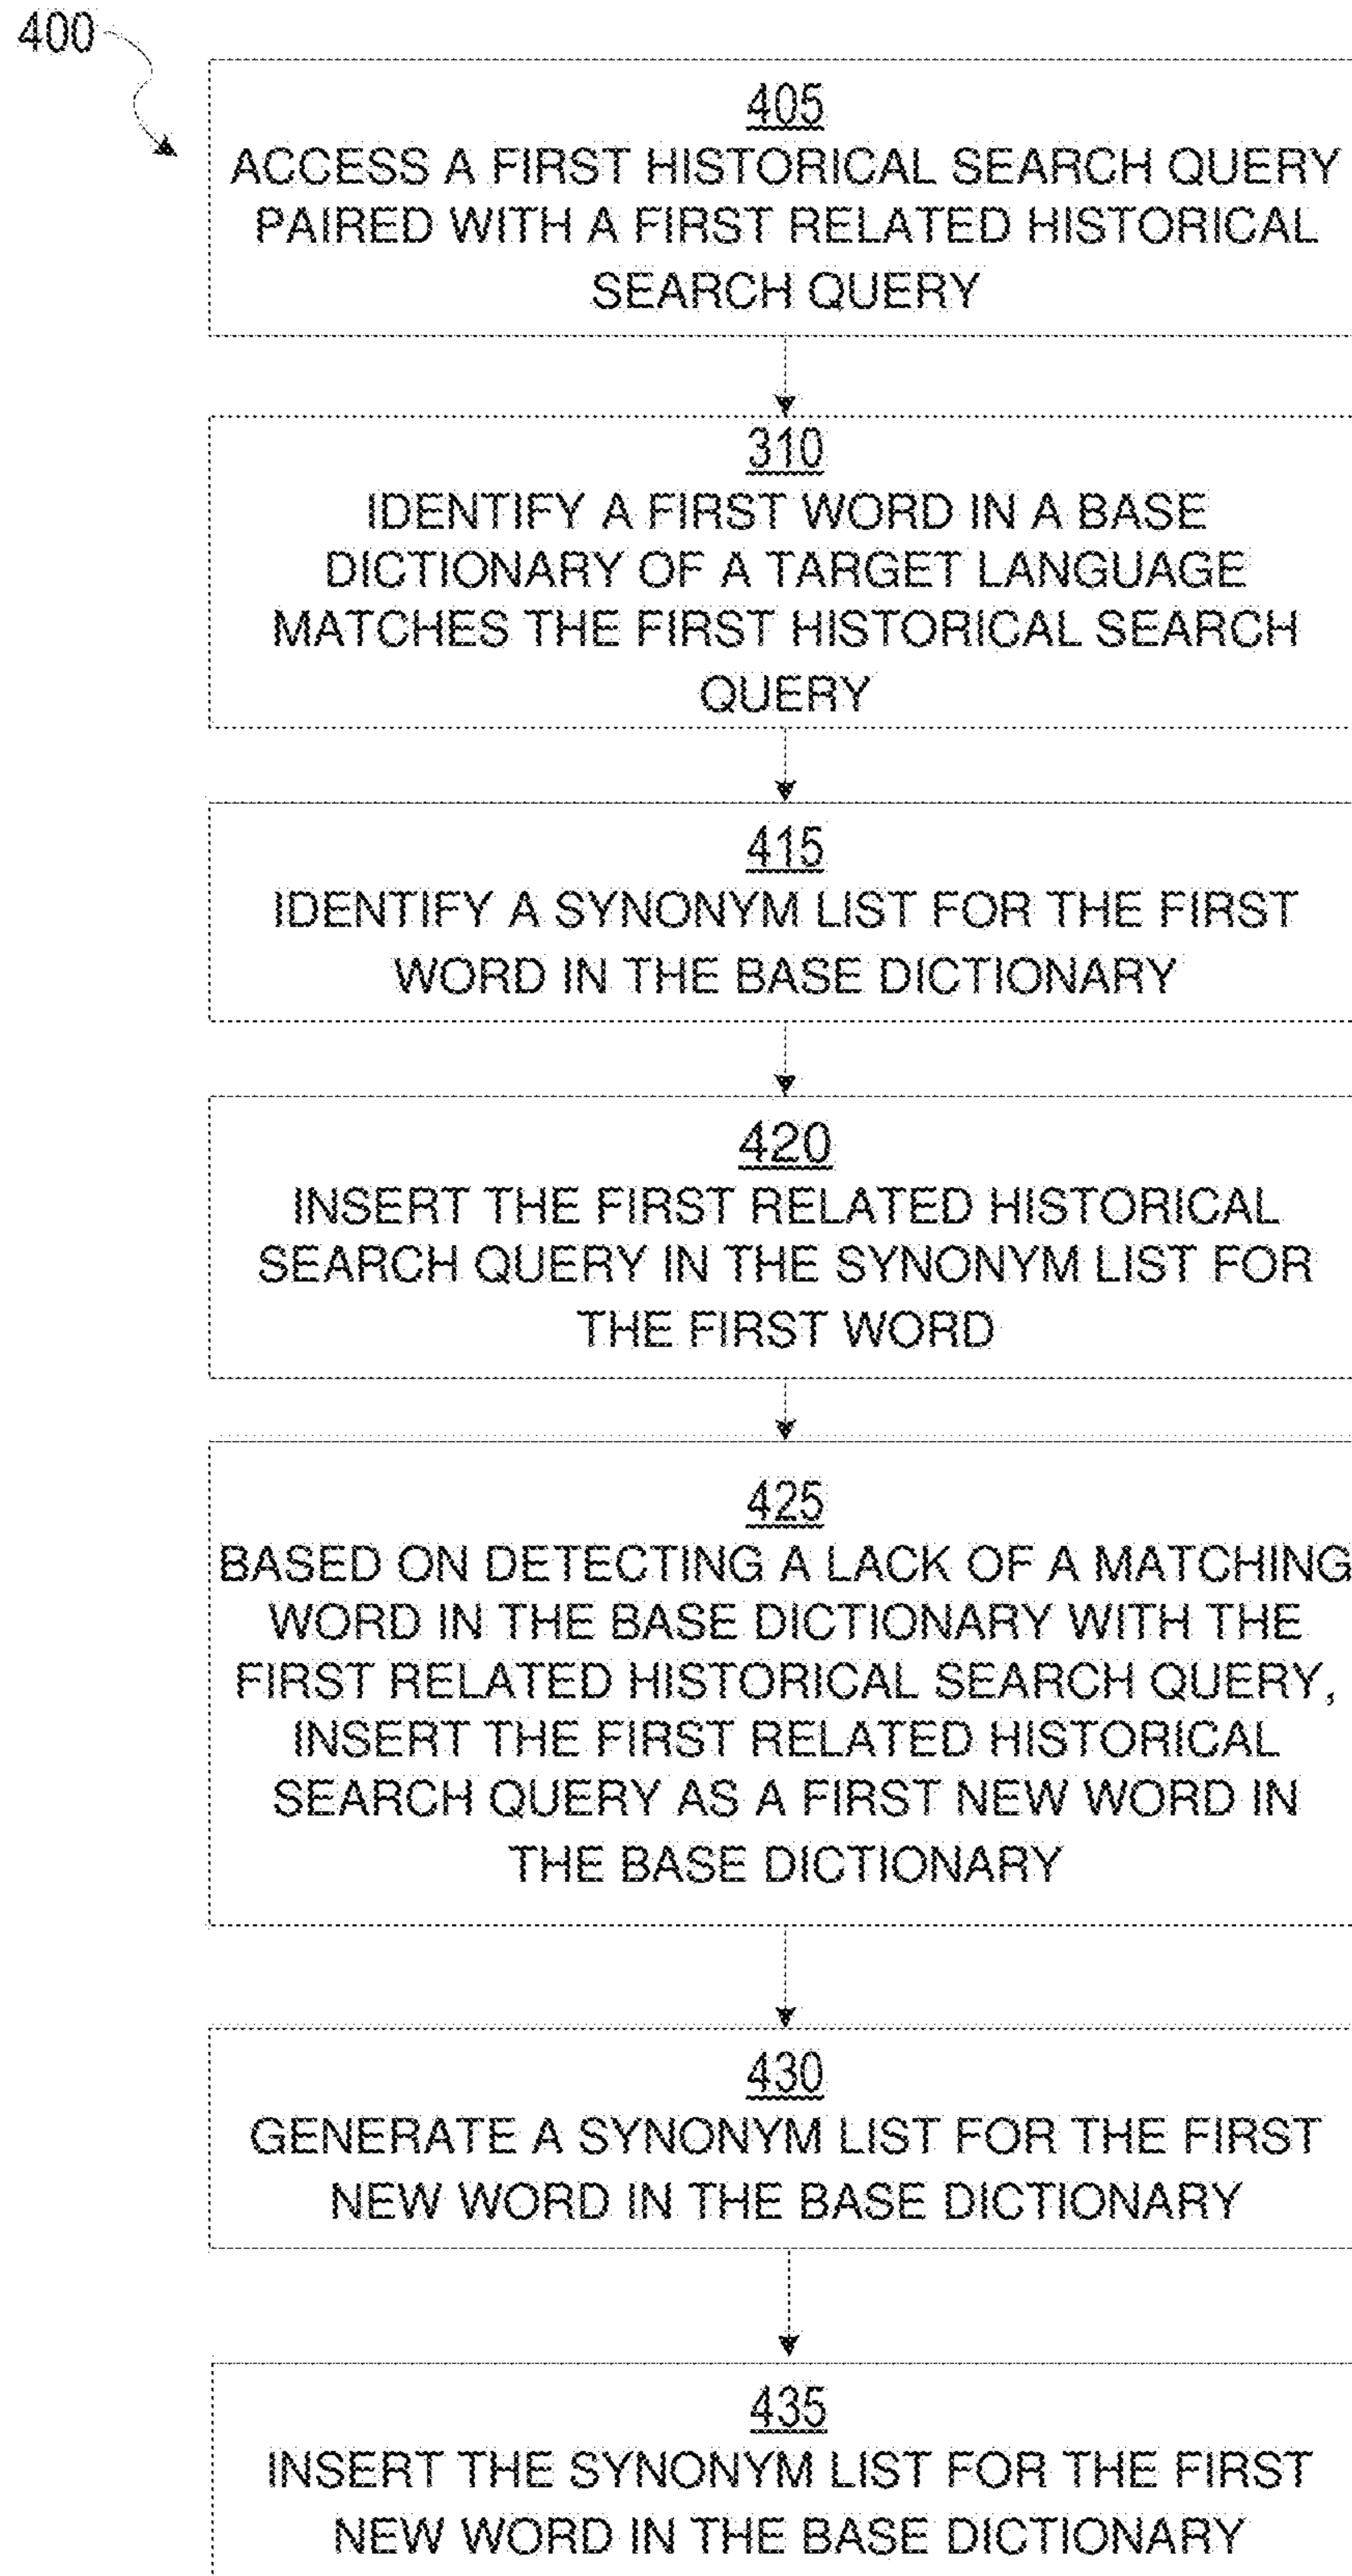 400
405
ACCESS A FIRST HISTORICAL SEARCH QUERY
PAIRED WITH A FIRST RELATED HISTORICAL
SEARCH QUERY
310
IDENTIFY A FIRST WORD IN A BASE
DICTIONARY OF A TARGET LANGUAGE
MATCHES THE FIRST HISTORICAL SEARCH
QUERY
415
IDENTIFY A SYNONYM LIST FOR THE FIRST
WORD IN THE BASE DICTIONARY
420
INSERT THE FIRST RELATED HISTORICAL
SEARCH QUERY IN THE SYNONYM LIST FOR
THE FIRST WORD
425
BASED ON DETECTING A LACK OF A MATCHING
WORD IN THE BASE DICTIONARY WITH THE
FIRST RELATED HISTORICAL SEARCH QUERY,
INSERT THE FIRST RELATED HISTORICAL
SEARCH QUERY AS A FIRST NEW WORD IN
THE BASE DICTIONARY
430
GENERATE A SYNONYM LIST FOR THE FIRST
NEW WORD IN THE BASE DICTIONARY
435
INSERT THE SYNONYM LIST FOR THE FIRST
NEW WORD IN THE BASE DICTIONARY